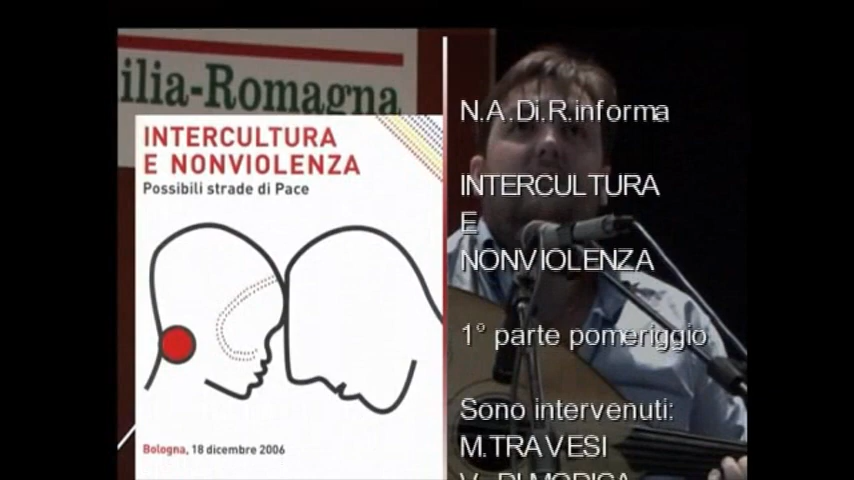 ilia-Romagna
INTERCULTURA
E NONVIOLENZA
Possibili strade di Pace
Bologna, 18 dicembre 2006
N.A.Di.R.informa
INTERCULTURA
E
NONVIOLENZA
1° parte pomeriggio
Sono intervenuti:
M.TRAVESI